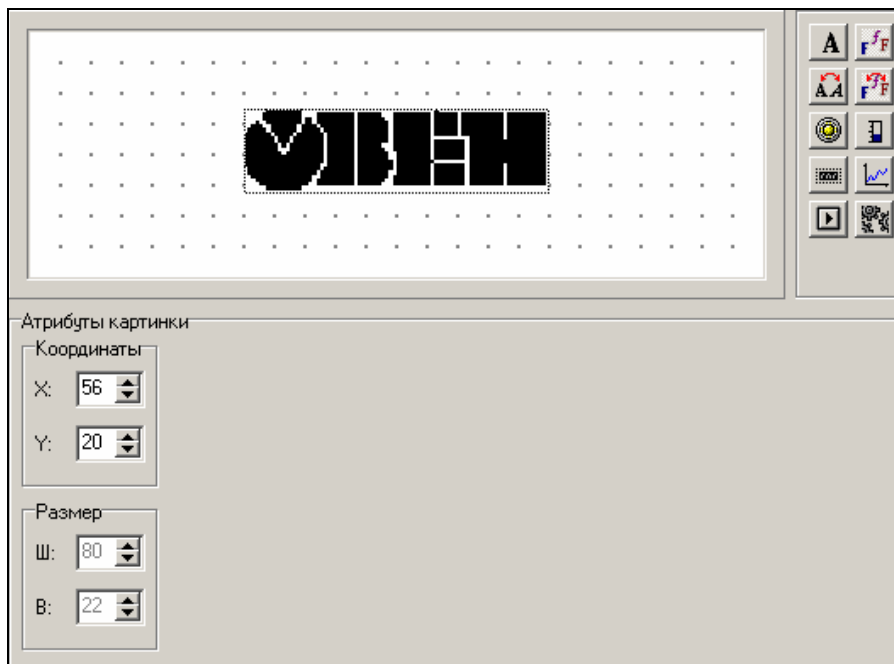 ОВЕН
A F f F
A A F F F
Атрибуты картинки
Координаты
X: 56
Y: 20
Размер
Ш: 80
В: 22